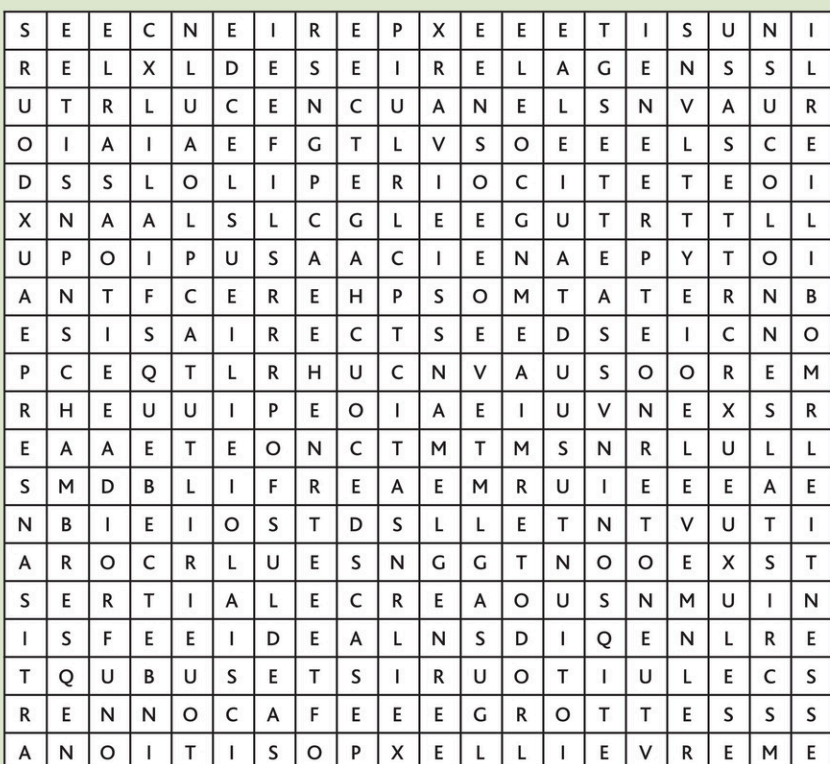 S E E C N E I R E P X E E E T I S U N I
R E L X L D E S E I R E L A G E N S S L
U T R L U C E N C U A N E L S N V A U R
O I A I A E F G T L V S O E E E L S C E
D S S L O L I P E R I O C I T E T E O I
X N A A L S L C G L E E G U T R T T L L
U P O I P U S A A C I E N A E P Y T O I
A N T F C E R E H P S O M T A T E R N B
E S I S A I R E C T S E E D S E I C N O
P C E Q T L R H U C N V A U S O O R E M
R H E U U I P E O I A E I U V N E X S R
E A A E T E O N C T M T M S N R L U L L
S M D B L I F R E A E M R U I E E E A E
N B I E I O S T D S L L E T N T V U T I
A R O C R L U E S N G G T N O O E X S T
S E R T I A L E C R E A O U S N M U I N
I S F E E I D E A L N S D I Q E N L R E
T Q U B U S E T S I R U O T I U L E C S
R E N N O C A F E E E G R O T T E S S S
A N O I T I S O P X E L L I E V R E M E